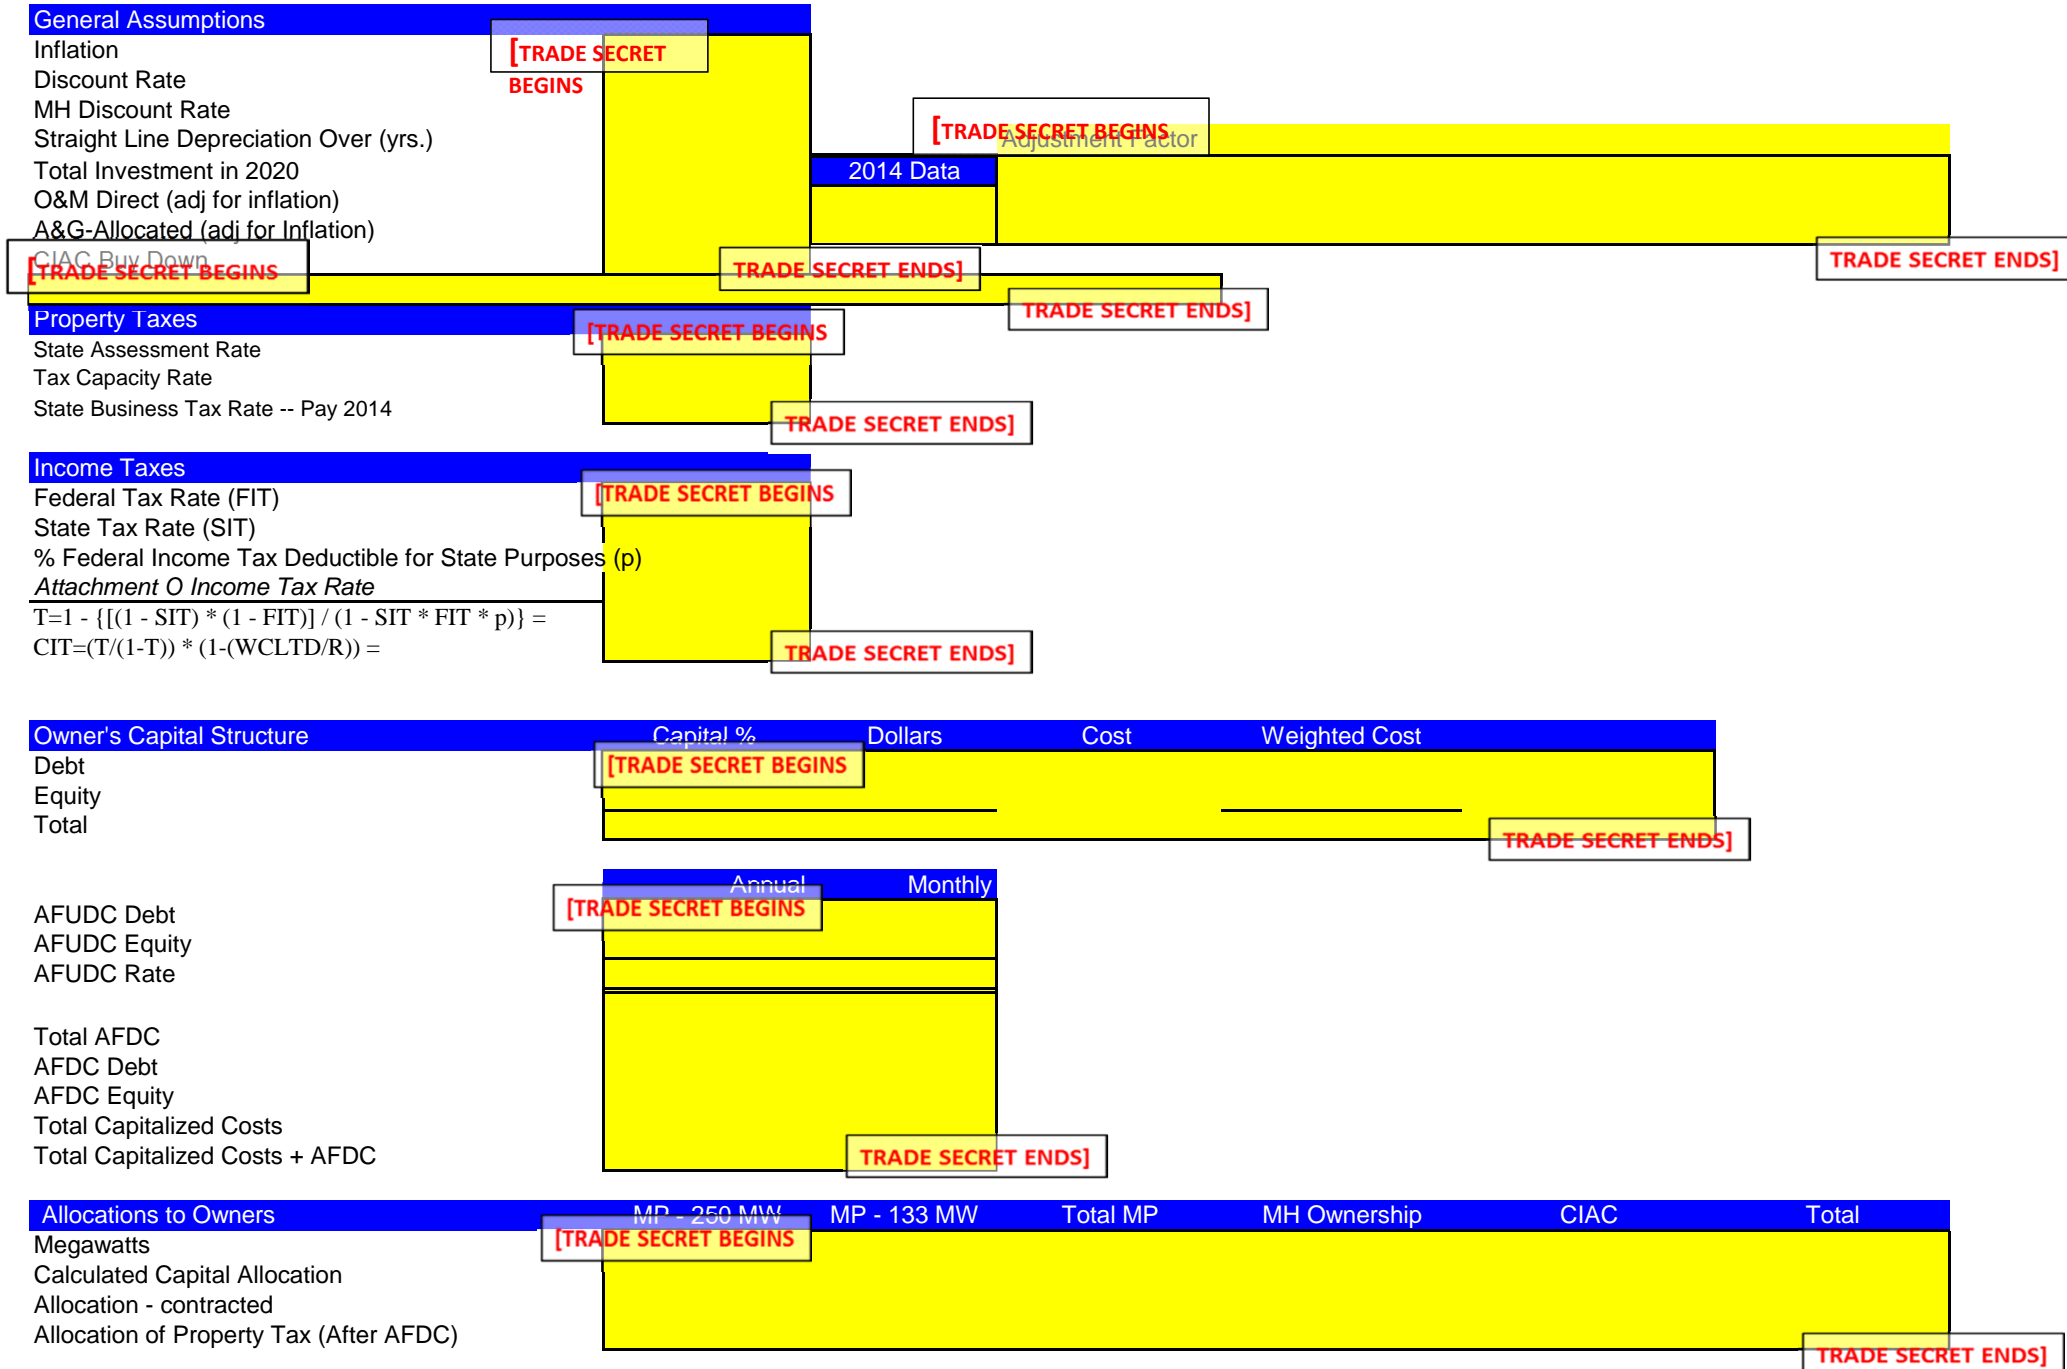 General Assumptions
Inflation
[TRADE SECRET
BEGINS
Discount Rate
MH Discount Rate
Straight Line Depreciation Over (yrs.)
[TRADE SECRET BEGINS
Adjustment Factor
Total Investment in 2020
2014 Data
O&M Direct (adj for inflation)
A&G-Allocated (adj for Inflation)
CIAC Buy Down
TRADE SECRET ENDS]
TRADE SECRET ENDS]
[TRADE SECRET BEGINS
TRADE SECRET ENDS]
Property Taxes
[TRADE SECRET BEGINS
State Assessment Rate
Tax Capacity Rate
State Business Tax Rate -- Pay 2014
TRADE SECRET ENDS]
Income Taxes
[TRADE SECRET BEGINS
Federal Tax Rate (FIT)
State Tax Rate (SIT)
% Federal Income Tax Deductible for State Purposes (p)
Attachment O Income Tax Rate
T=1 - {[(1 - SIT) * (1 - FIT)] / (1 - SIT * FIT * p)} =
CIT=(T/(1-T)) * (1-(WCLTD/R)) =
TRADE SECRET ENDS]
Owner's Capital Structure Capital % Dollars Cost Weighted Cost
Debt
[TRADE SECRET BEGINS
Equity
Total
TRADE SECRET ENDS]
Annual Monthly
[TRADE SECRET BEGINS
AFUDC Debt
AFUDC Equity
AFUDC Rate
Total AFDC
AFDC Debt
AFDC Equity
Total Capitalized Costs
Total Capitalized Costs + AFDC
TRADE SECRET ENDS]
Allocations to Owners MP - 250 MW MP - 133 MW Total MP MH Ownership CIAC Total
[TRADE SECRET BEGINS
Megawatts
Calculated Capital Allocation
Allocation - contracted
Allocation of Property Tax (After AFDC)
TRADE SECRET ENDS]